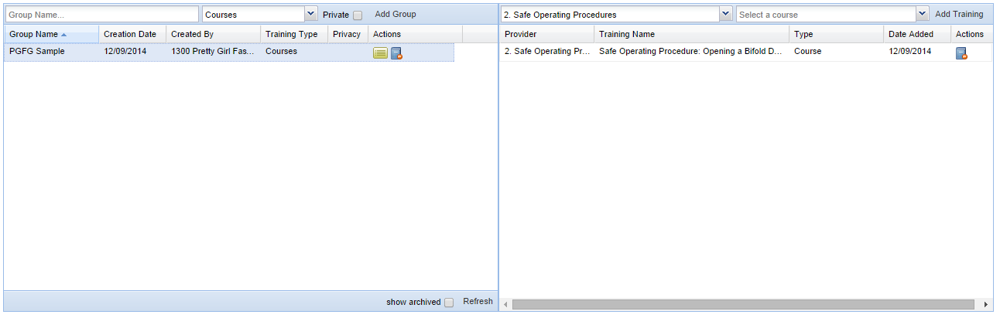 Group Name... Courses Private Add Group
Group Name Creation Date Created By Training Type Privacy Actions
PGFG Sample 12/09/2014 1300 Pretty Girl Fas... Courses
show archived Refresh
2. Safe Operating Procedures Select a course Add Training
Provider Training Name Type Date Added Actions
2. Safe Operating Pr... Safe Operating Procedure: Opening a Bifold D... Course 12/09/2014